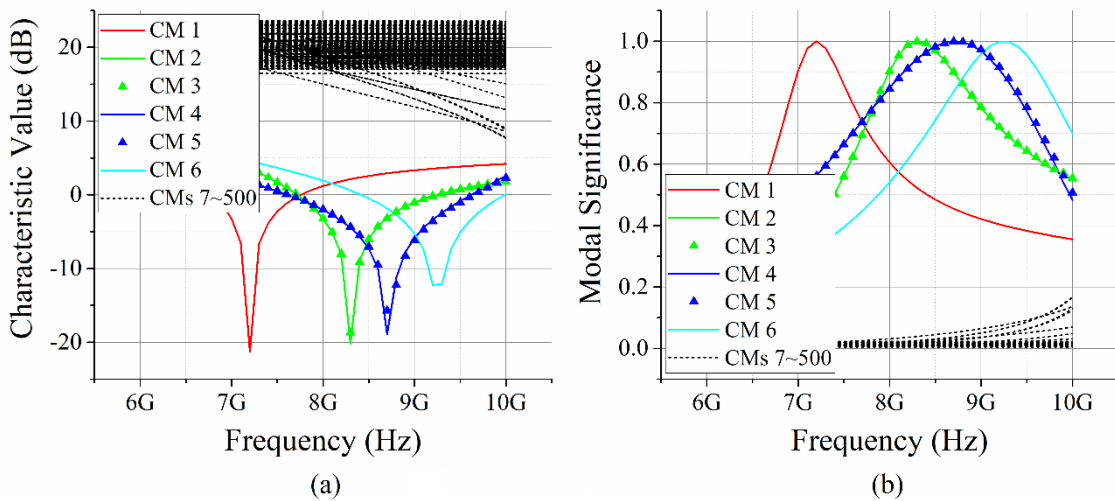 Characteristic Value (dB)
20
10
0
-10
-20
CM 1
CM 2
CM 3
CM 4
CM 5
CM 6
CMs 7~500
6G 7G 8G 9G 10G
Frequency (Hz)
(a)
Modal Significance
1.0
0.8
0.6
0.4
0.2
0.0
CM 1
CM 2
CM 3
CM 4
CM 5
CM 6
CMs 7~500
6G 7G 8G 9G 10G
Frequency (Hz)
(b)